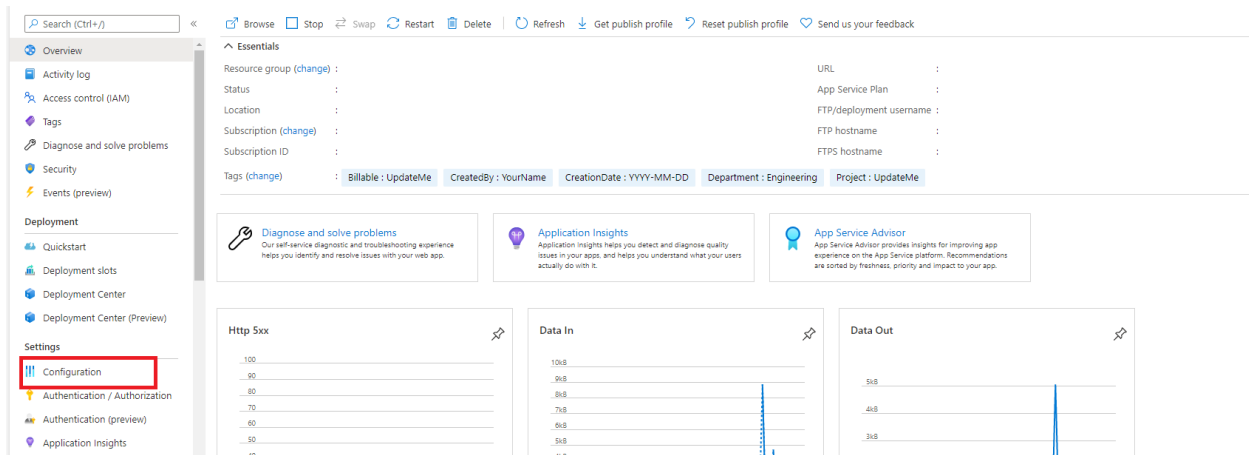 Search (Ctrl+/)
«
Overview
Activity log
Access control (IAM)
Tags
Diagnose and solve problems
Security
Events (preview)
Deployment
Quickstart
Deployment slots
Deployment Center
Deployment Center (Preview)
Settings
Configuration
Authentication / Authorization
Authentication (preview)
Application Insights
Browse Stop Swap Restart Delete Refresh Get publish profile Reset publish profile Send us your feedback
Essentials
Resource group (change) :
Status :
Location :
Subscription (change) :
Subscription ID :
URL :
App Service Plan :
FTP/deployment username :
FTP hostname :
FTPS hostname :
Tags (change) : Billable : UpdateMe CreatedBy : YourName CreationDate : YYYY-MM-DD Department : Engineering Project : UpdateMe
Diagnose and solve problems
Our self-service diagnostic and troubleshooting experience
helps you identify and resolve issues with your web app.
Application Insights
Application Insights helps you detect and diagnose quality
issues in your apps, and helps you understand what your users
actually do with it.
App Service Advisor
App Service Advisor provides insights for improving app
experience on the App Service platform. Recommendations
are sorted by freshness, priority and impact to your app.
Http 5xx
100
90
80
70
60
50
Data In
10kB
9kB
8kB
7kB
6kB
5kB
Data Out
5kB
4kB
3kB